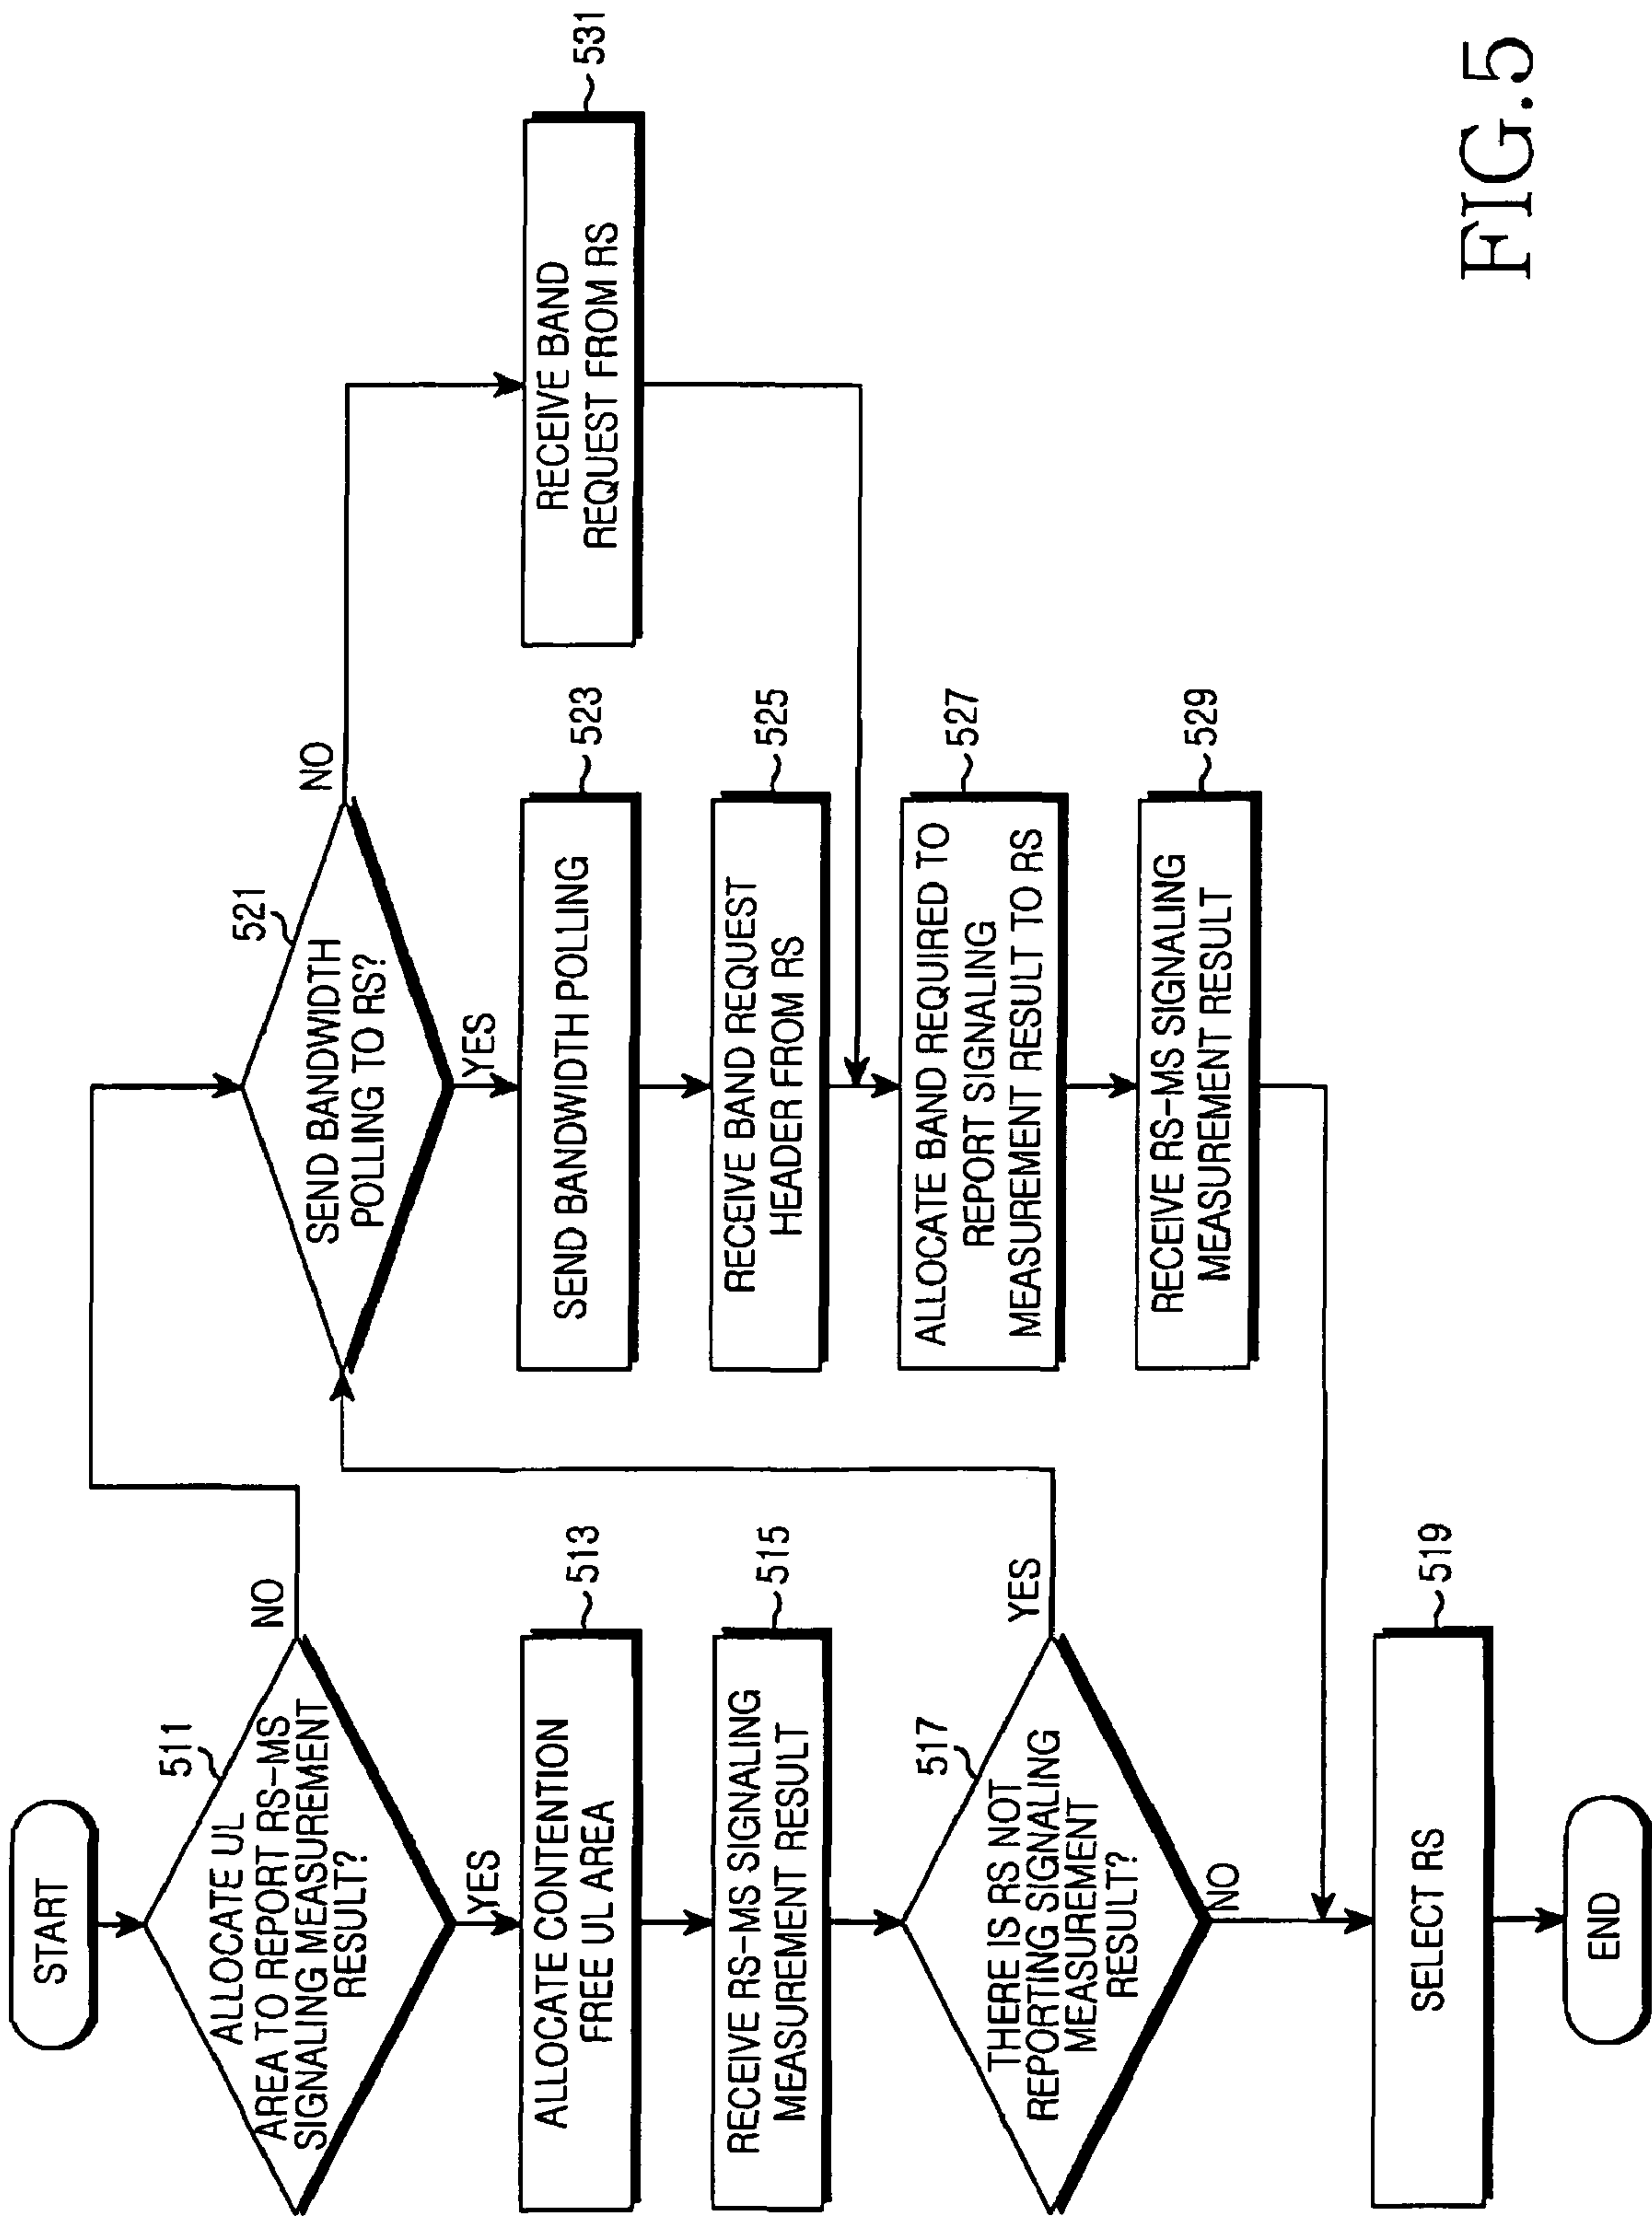 START
511
ALLOCATE UL
AREA TO REPORT RS-MS
SIGNALING MEASUREMENT
RESULT?
NO
YES
513
ALLOCATE CONTENTION
FREE UL AREA
515
RECEIVE RS-MS SIGNALING
MEASUREMENT RESULT
517
THERE IS RS NOT
REPORTING SIGNALING
MEASUREMENT
RESULT?
YES
NO
519
SELECT RS
END
521
SEND BANDWIDTH
POLLING TO RS?
NO
YES
523
SEND BANDWIDTH POLLING
525
RECEIVE BAND REQUEST
HEADER FROM RS
527
ALLOCATE BAND REQUIRED TO
REPORT SIGNALING
MEASUREMENT RESULT TO RS
529
RECEIVE RS-MS SIGNALING
MEASUREMENT RESULT
531
RECEIVE BAND
REQUEST FROM RS
FIG.5